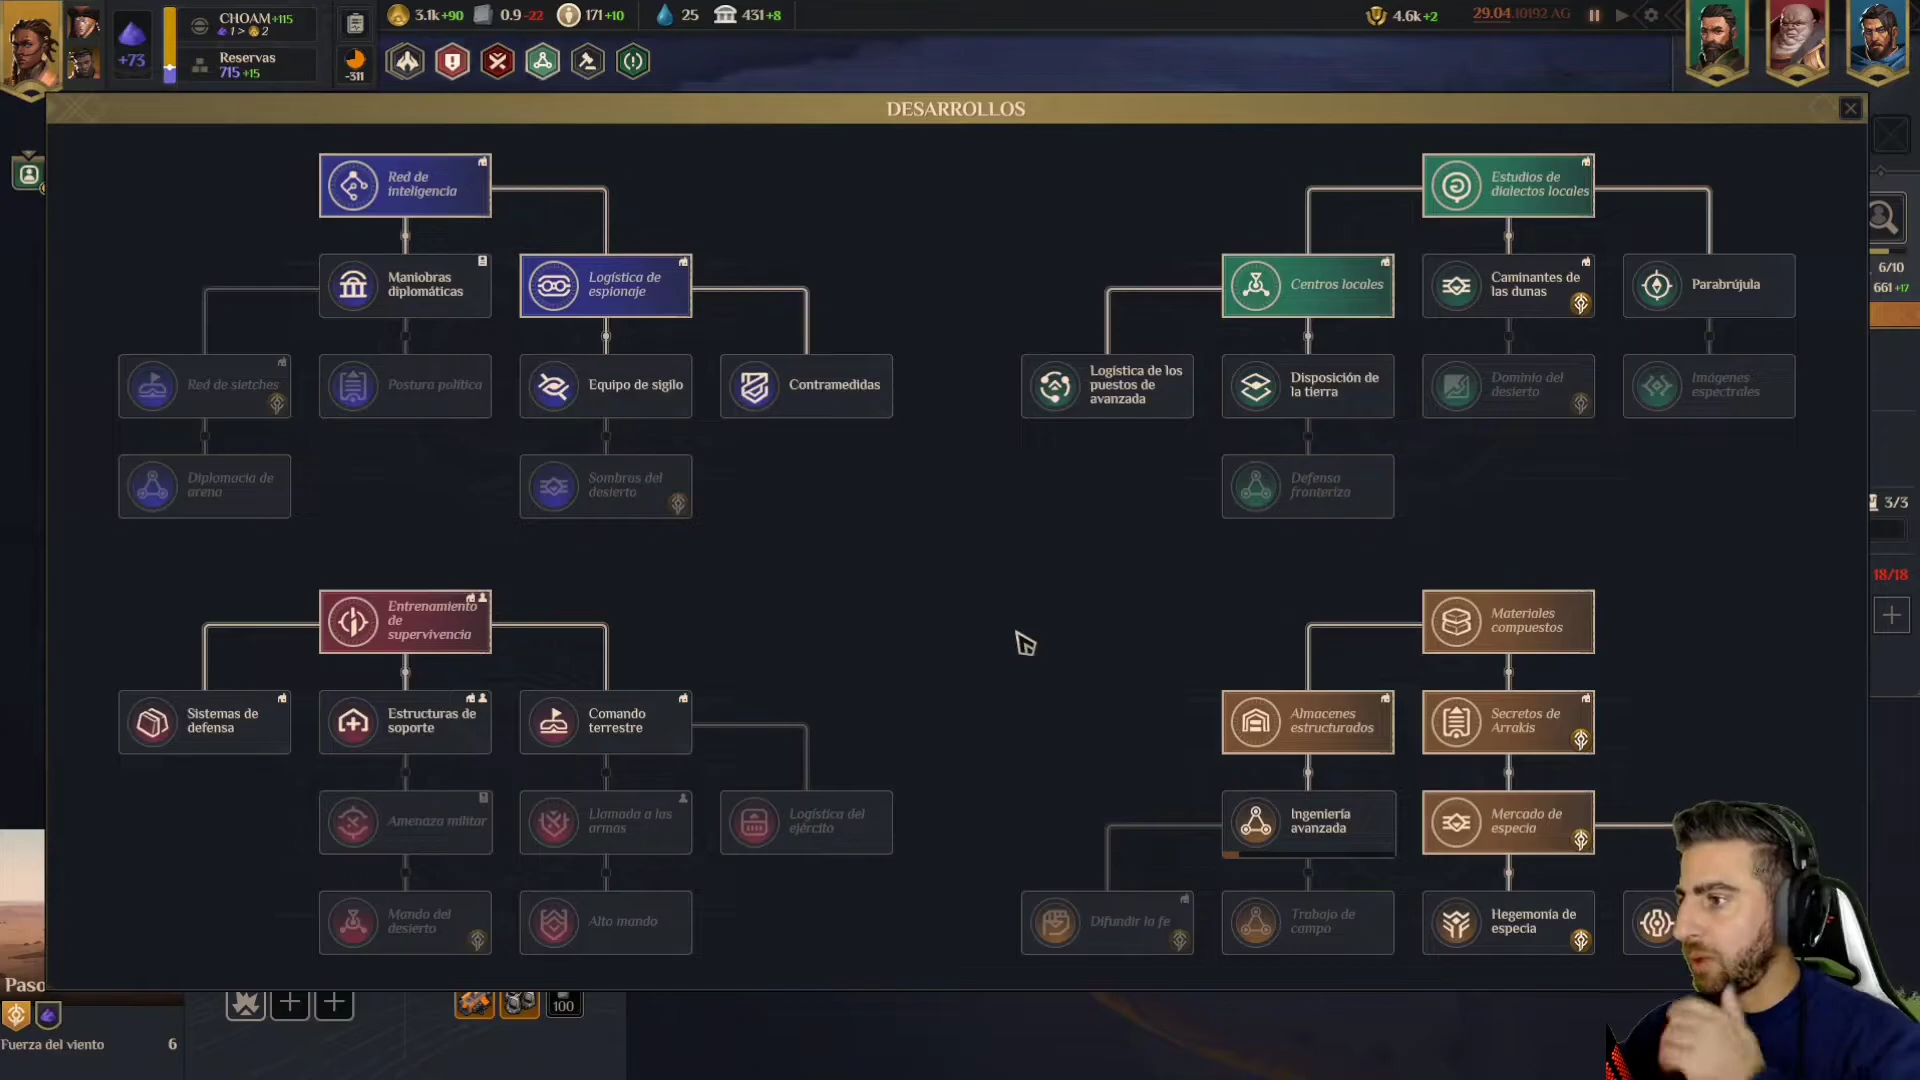 CHOAM +115
1 > 2
+73
Reservas
715 +15
-311
3.1k +90
0.9 -22
171 +10
25
431 +8
4.6k +2
29.04.10192 AG
DESARROLLOS
Red de
inteligencia
Maniobras
diplomáticas
Logística de
espionaje
Red de sietches
Postura política
Equipo de sigilo
Contramedidas
Diplomacia de
arena
Sombras del
desierto
Estudios de
dialectos locales
Centros locales
Caminantes de
las dunas
Parabrújula
Logística de los
puestos de
avanzada
Disposición de
la tierra
Dominio del
desierto
Imágenes
espectrales
Defensa
fronteriza
Entrenamiento
de
supervivencia
Sistemas de
defensa
Estructuras de
soporte
Comando
terrestre
Amenaza militar
Llamada a las
armas
Logística del
ejército
Mando del
desierto
Alto mando
Materiales
compuestos
Almacenes
estructurados
Secretos de
Arrakis
Ingeniería
avanzada
Mercado de
especia
Difundir la fe
Trabajo de
campo
Hegemonía de
especia
6/10
661 +17
3/3
18/18
Paso
100
Fuerza del viento 6